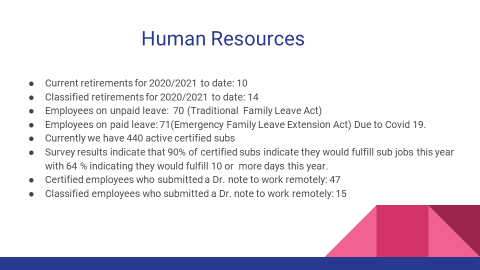 Human Resources
● Current retirements for 2020/2021 to date: 10
● Classified retirements for 2020/2021 to date: 14
● Employees on unpaid leave: 70 (Traditional Family Leave Act)
● Employees on paid leave: 71(Emergency Family Leave Extension Act) Due to Covid 19.
● Currently we have 440 active certified subs
● Survey results indicate that 90% of certified subs indicate they would fulfill sub jobs this year
with 64 % indicating they would fulfill 10 or more days this year.
● Certified employees who submitted a Dr. note to work remotely: 47
● Classified employees who submitted a Dr. note to work remotely: 15